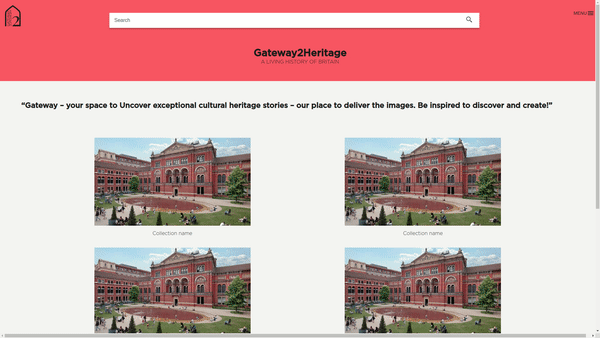 2
Search
MENU
Gateway2Heritage
A LIVING HISTORY OF BRITAIN
“Gateway – your space to Uncover exceptional cultural heritage stories – our place to deliver the images. Be inspired to discover and create!”
Collection name
Collection name